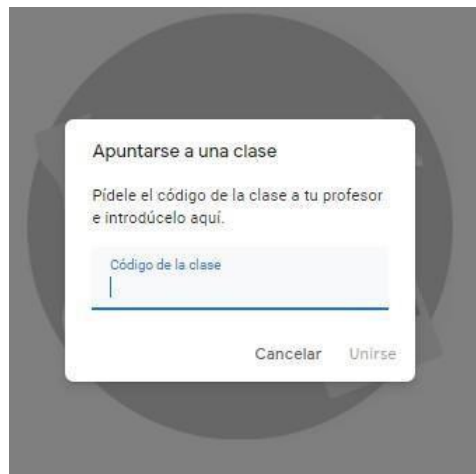 Apuntarse a una clase
Pídele el código de la clase a tu profesor
e introdúcelo aquí.
Código de la clase
Cancelar Unirse